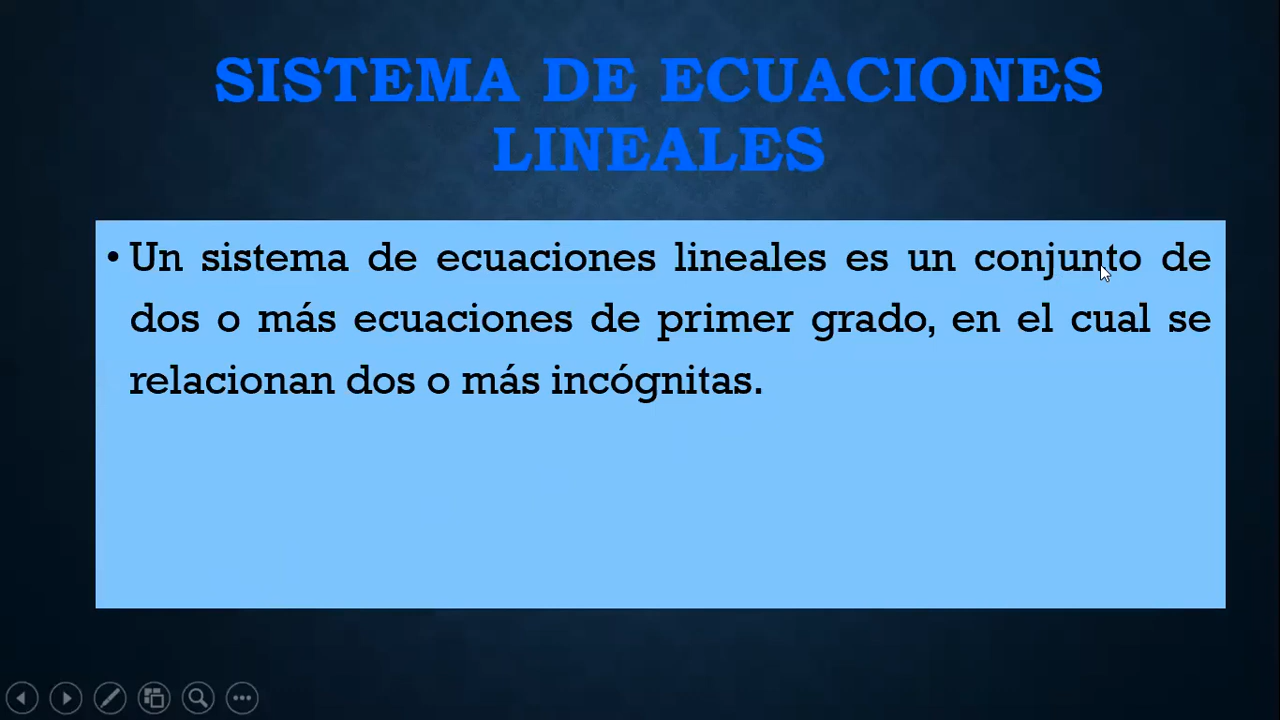 SISTEMA DE ECUACIONES
LINEALES
• Un sistema de ecuaciones lineales es un conjunto de
dos o más ecuaciones de primer grado, en el cual se
relacionan dos o más incógnitas.